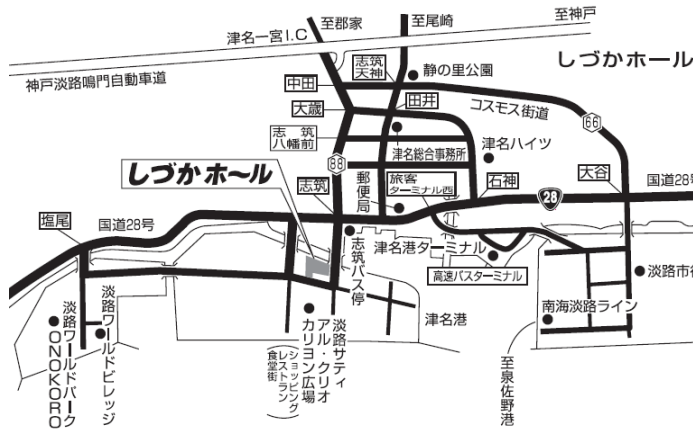 至郡家
至尾崎
至神戸
津名一宮I.C
神戸淡路鳴門自動車道
志筑
天神
静の里公園
しづかホール
中田
大歳
田井
コスモス街道
66
志筑
八幡前
津名総合事務所
津名ハイツ
88
しづかホール
志筑
郵便局
旅客
ターミナル西
石神
28
大谷
国道28号
塩尾
国道28号
志筑バス停
津名港ターミナル
高速バスターミナル
淡路市役
淡路ワールドパーク
ONOKORO
淡路ワールドビレッジ
淡路サティ
アル・クリオ
カリヨン広場
ショッピング
レストラン
食堂街
津名港
南海淡路ライン
至泉佐野港